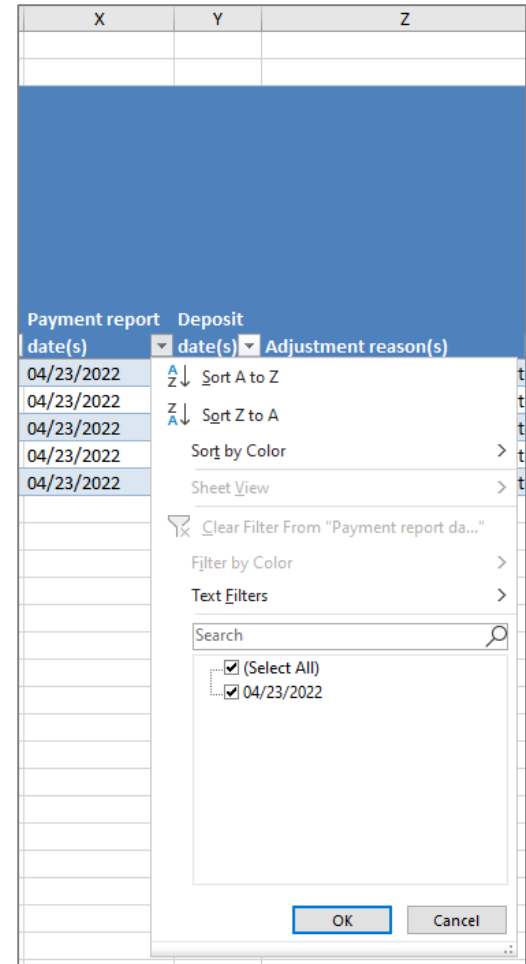 X Y Z
Payment report Deposit
date(s) date(s) Adjustment reason(s)
04/23/2022 t
04/23/2022 t
04/23/2022 t
04/23/2022 t
04/23/2022 t
Sort A to Z
Sort Z to A
Sort by Color
Sheet View
Clear Filter From "Payment report da..."
Filter by Color
Text Filters
Search
(Select All)
04/23/2022
OK Cancel